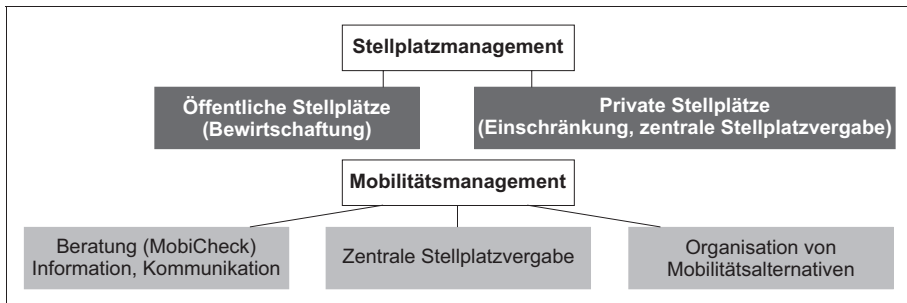 Stellplatzmanagement
Öffentliche Stellplätze
(Bewirtschaftung)
Private Stellplätze
(Einschränkung, zentrale Stellplatzvergabe)
Mobilitätsmanagement
Beratung (MobiCheck)
Information, Kommunikation
Zentrale Stellplatzvergabe
Organisation von
Mobilitätsalternativen